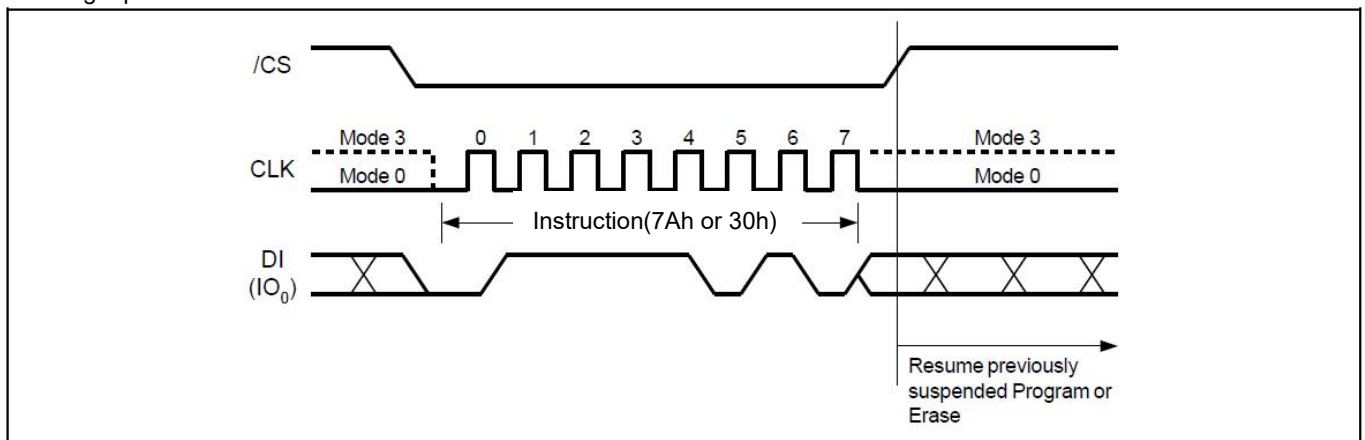 /CS
Mode 3 0 1 2 3 4 5 6 7 Mode 3
CLK
Mode 0 Mode 0
Instruction(7Ah or 30h)
DI
(IO0)
Resume previously
suspended Program or
Erase